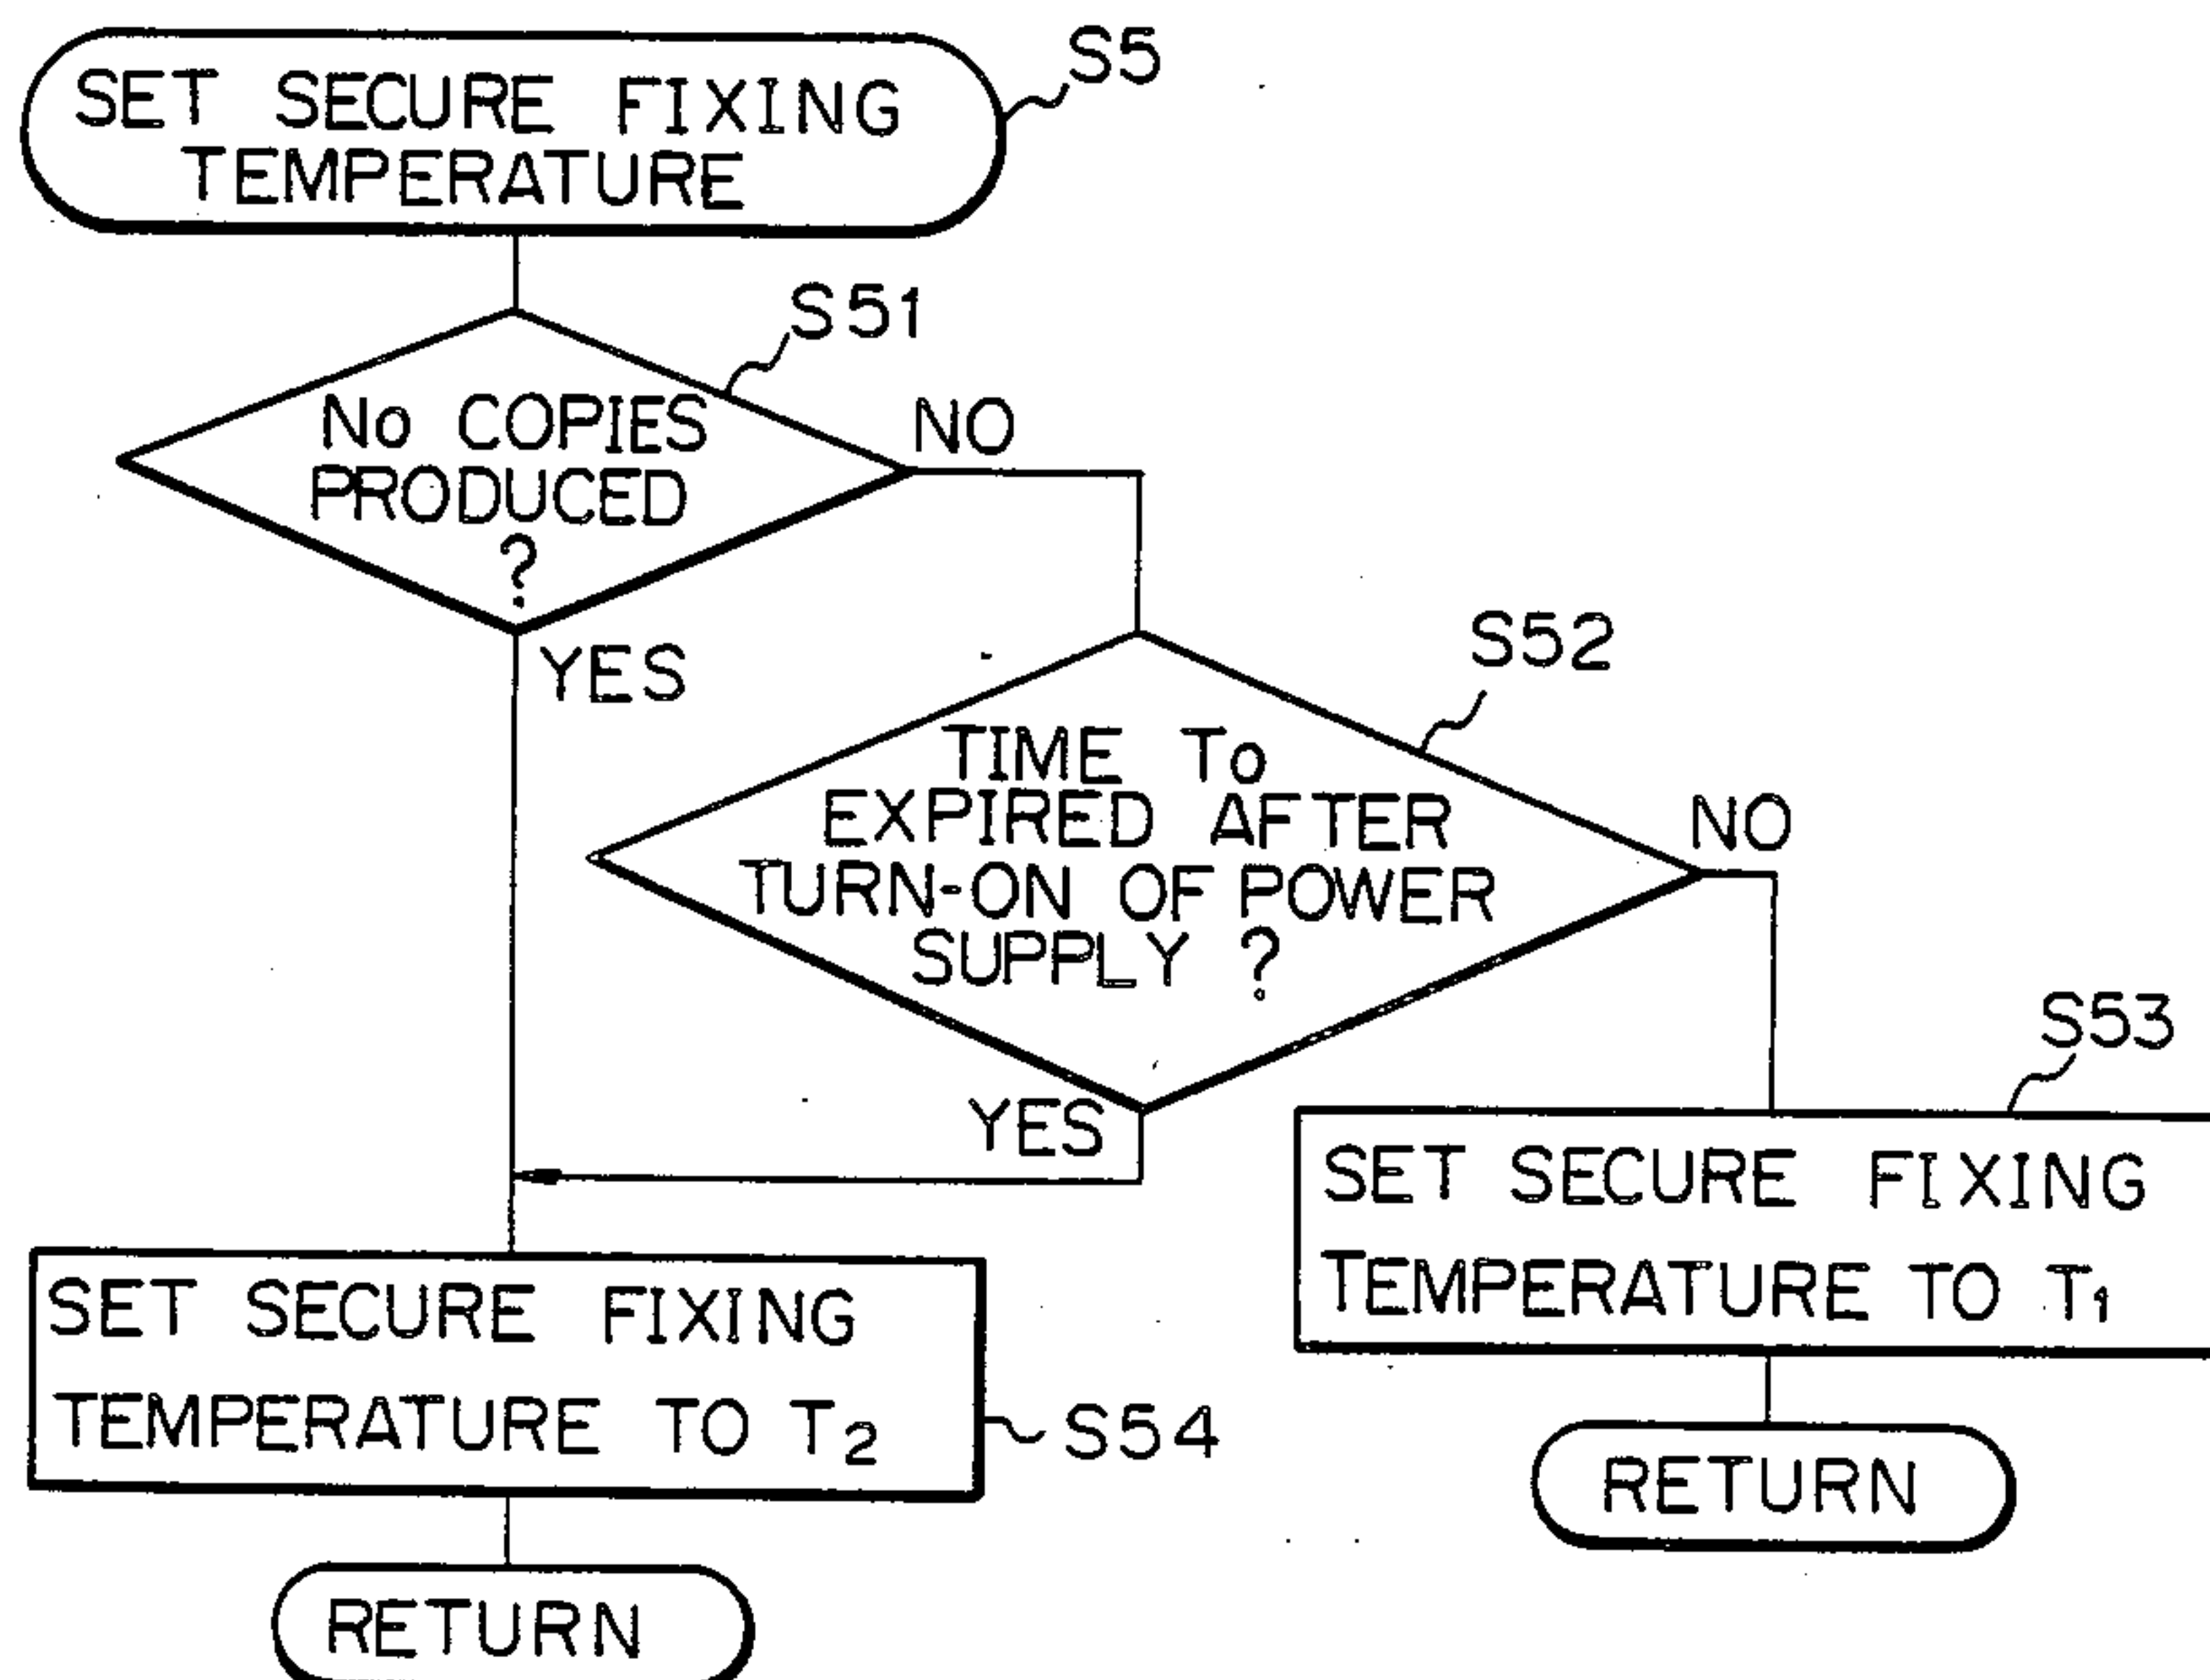 SET SECURE FIXING
TEMPERATURE
S5
S51
No COPIES
PRODUCED
?
NO
YES
S52
TIME To
EXPIRED AFTER
TURN-ON OF POWER
SUPPLY ?
NO
YES
S53
SET SECURE FIXING
TEMPERATURE TO T1
SET SECURE FIXING
TEMPERATURE TO T2
S54
RETURN
RETURN